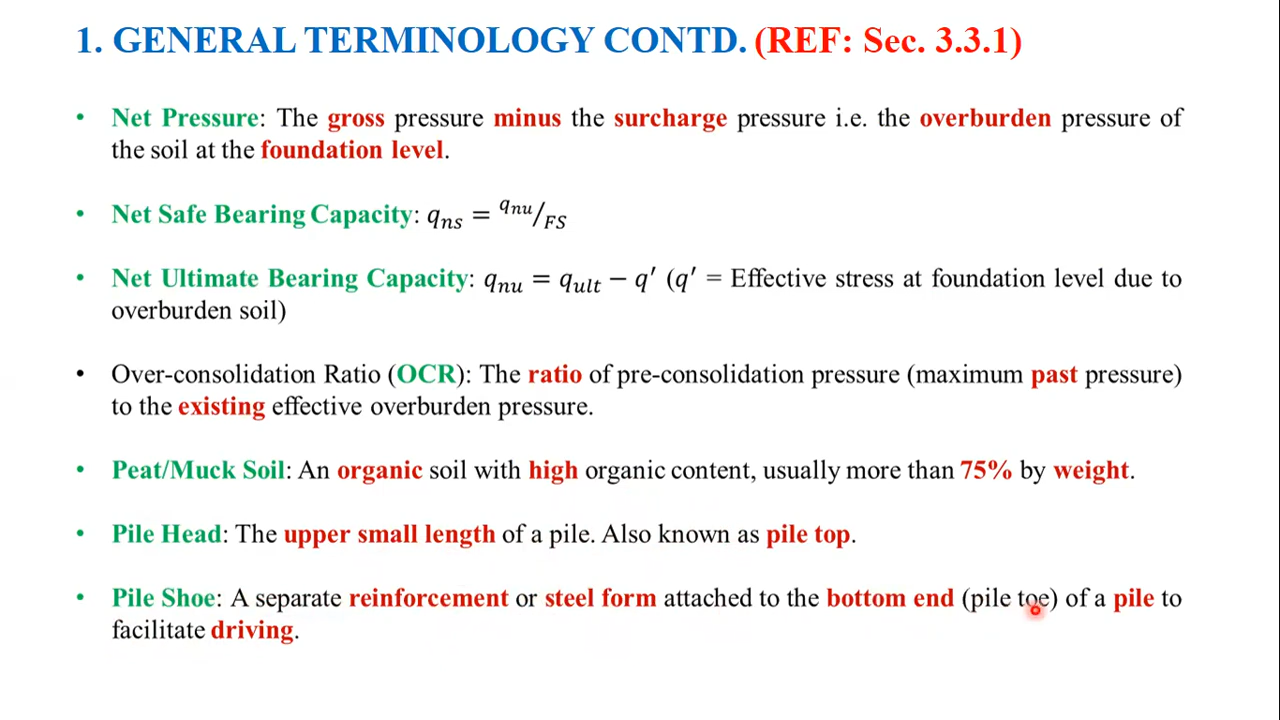 1. GENERAL TERMINOLOGY CONTD. (REF: Sec. 3.3.1)
• Net Pressure: The gross pressure minus the surcharge pressure i.e. the overburden pressure of
the soil at the foundation level.
• Net Safe Bearing Capacity: qns = qnu/FS
• Net Ultimate Bearing Capacity: qnu = qult − q′ (q′ = Effective stress at foundation level due to
overburden soil)
• Over-consolidation Ratio (OCR): The ratio of pre-consolidation pressure (maximum past pressure)
to the existing effective overburden pressure.
• Peat/Muck Soil: An organic soil with high organic content, usually more than 75% by weight.
• Pile Head: The upper small length of a pile. Also known as pile top.
• Pile Shoe: A separate reinforcement or steel form attached to the bottom end (pile toe) of a pile to
facilitate driving.